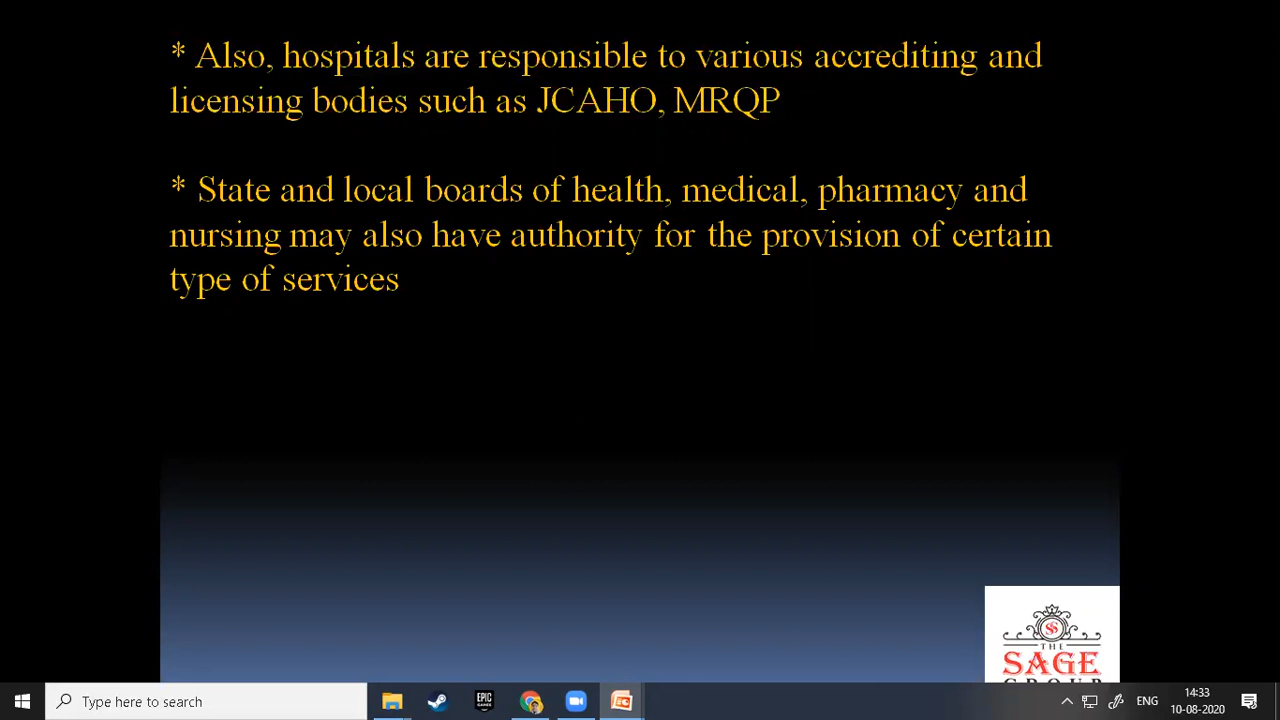 * Also, hospitals are responsible to various accrediting and
licensing bodies such as JCAHO, MRQP
* State and local boards of health, medical, pharmacy and
nursing may also have authority for the provision of certain
type of services
THE
SAGE
GROUP
Type here to search
EPIC
GAMES
ENG
14:33
10-08-2020